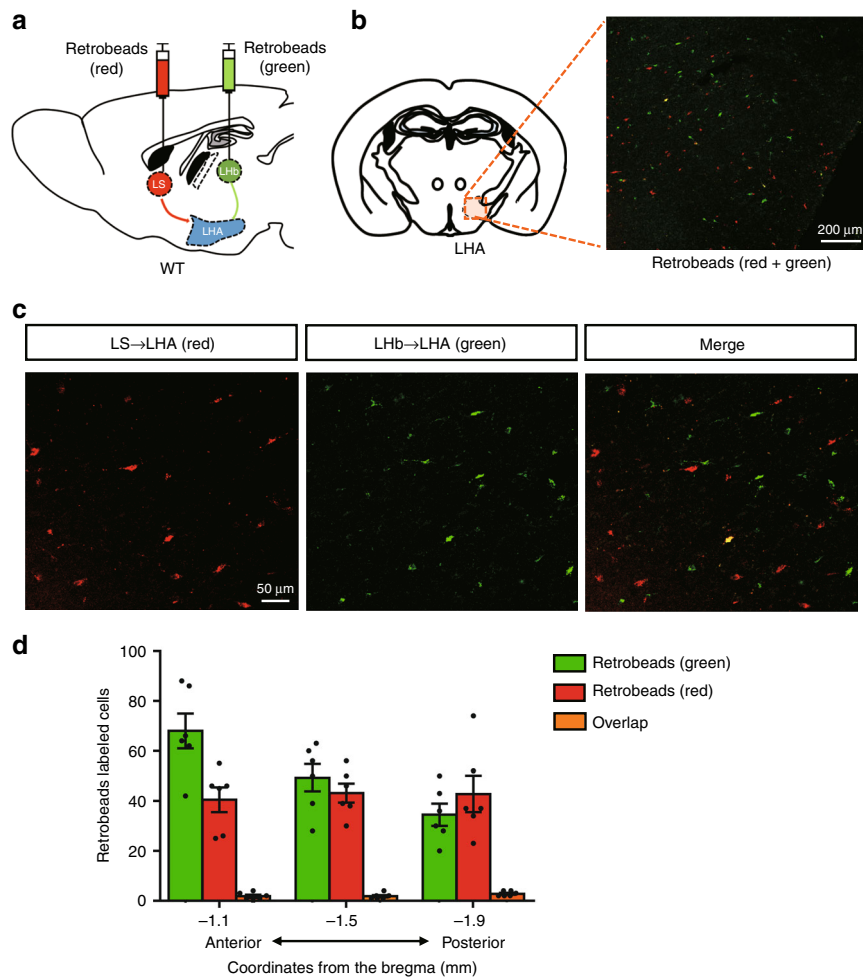 a
Retrobeads
(red)
Retrobeads
(green)
LS
LHb
LHA
WT
b
LHA
200 μm
Retrobeads (red + green)
c
LS→LHA (red)
LHb→LHA (green)
Merge
50 μm
d
Retrobeads labeled cells
100
80
60
40
20
0
–1.1
–1.5
–1.9
Anterior
Posterior
Coordinates from the bregma (mm)
Retrobeads (green)
Retrobeads (red)
Overlap